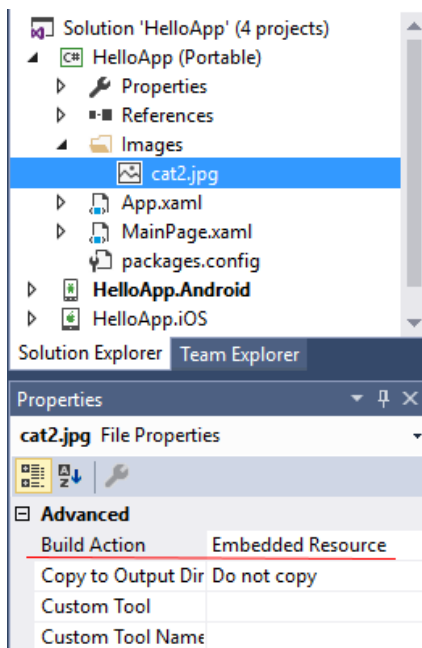 Solution 'HelloApp' (4 projects)
C# HelloApp (Portable)
Properties
References
Images
cat2.jpg
App.xaml
MainPage.xaml
packages.config
HelloApp.Android
HelloApp.iOS
Solution Explorer Team Explorer
Properties
cat2.jpg File Properties
Advanced
Build Action Embedded Resource
Copy to Output Dir Do not copy
Custom Tool
Custom Tool Name